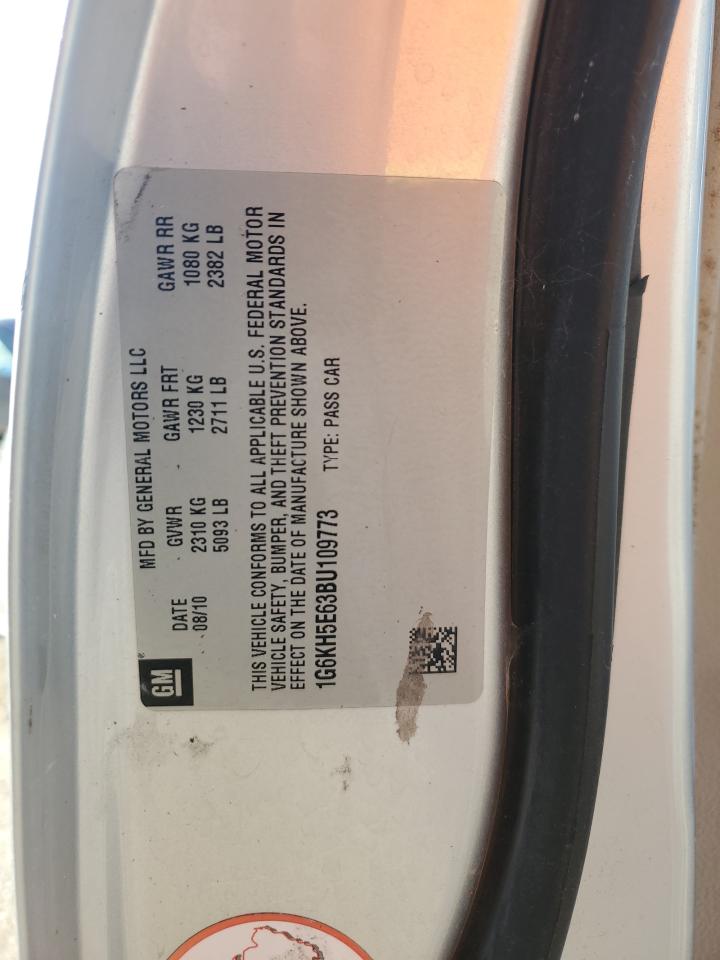 GM
MFD BY GENERAL MOTORS LLC
DATE GVWR GAWR FRT GAWR RR
08/10 2310 KG 1230 KG 1080 KG
5093 LB 2711 LB 2382 LB
THIS VEHICLE CONFORMS TO ALL APPLICABLE U.S. FEDERAL MOTOR
VEHICLE SAFETY, BUMPER, AND THEFT PREVENTION STANDARDS IN
EFFECT ON THE DATE OF MANUFACTURE SHOWN ABOVE.
1G6KH5E63BU109773 TYPE: PASS CAR